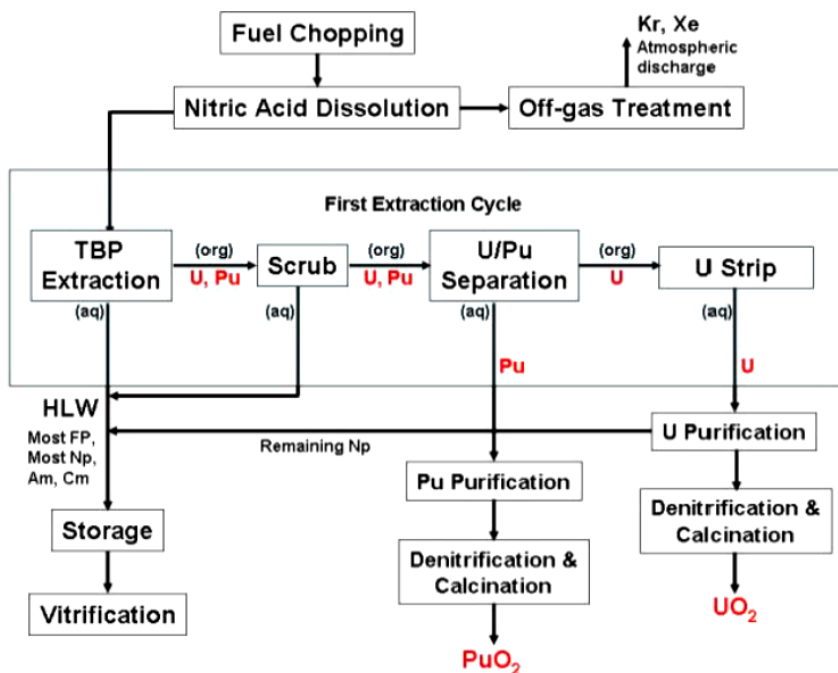 Fuel Chopping
Kr, Xe
Atmospheric
discharge
Nitric Acid Dissolution
Off-gas Treatment
First Extraction Cycle
TBP
Extraction
(org)
U, Pu
Scrub
(org)
U, Pu
U/Pu
Separation
(org)
U
U Strip
(aq)
(aq)
(aq)
(aq)
Pu
U
HLW
Most FP,
Most Np,
Am, Cm
Remaining Np
U Purification
Pu Purification
Storage
Denitrification &
Calcination
Denitrification &
Calcination
Vitrification
UO₂
PuO₂